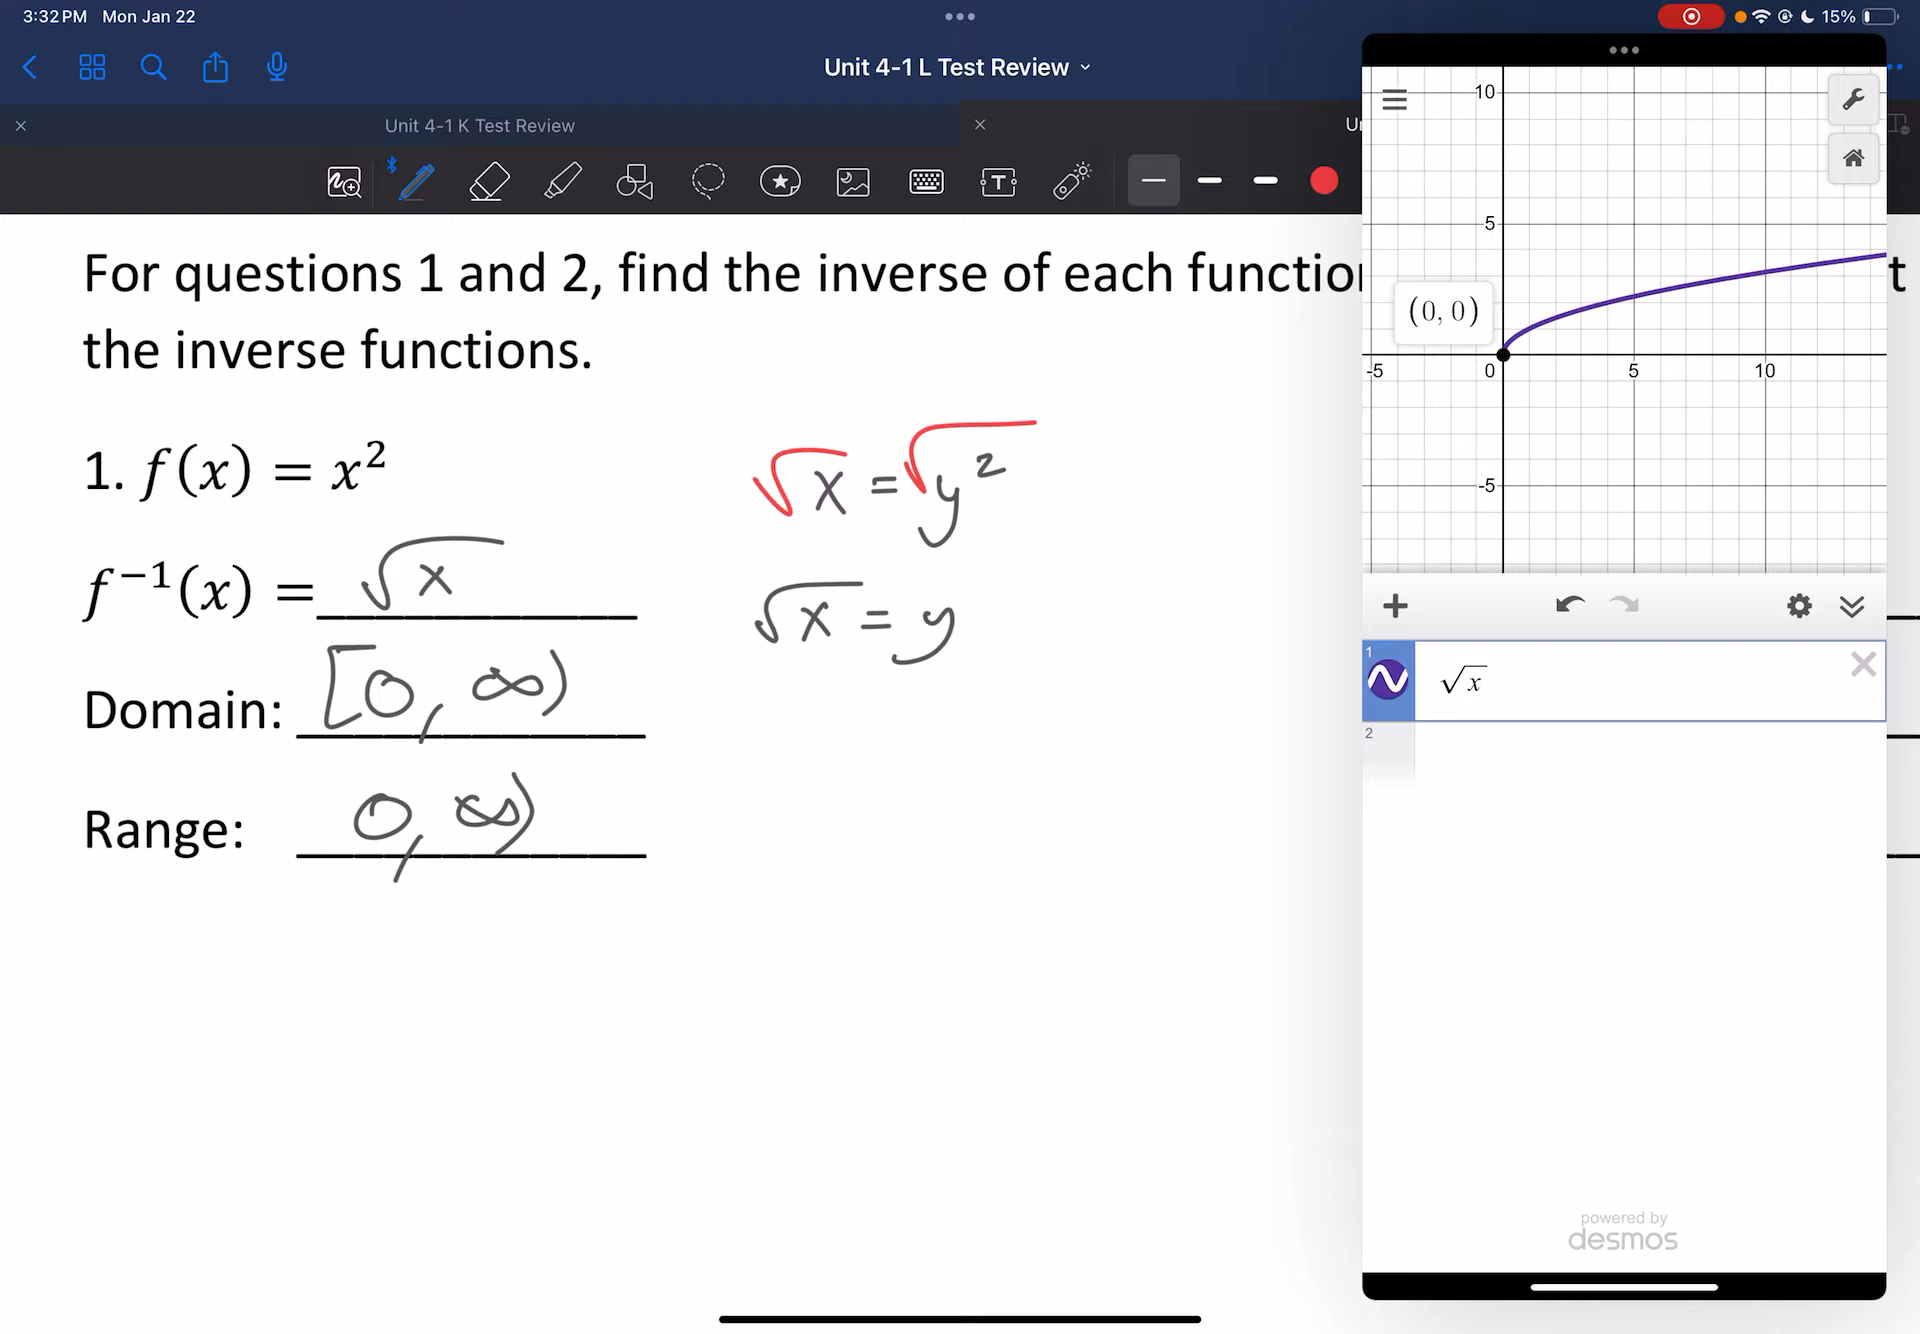 3:32 PM Mon Jan 22
15%
Unit 4-1 L Test Review
Unit 4-1 K Test Review
For questions 1 and 2, find the inverse of each function
t
the inverse functions.
1. f(x) = x²
f⁻¹(x) = √x
Domain: [0, ∞)
Range: 0, ∞)
√x = √y²
√x = y
10
5
(0, 0)
-5
0
5
10
-5
1
√x
2
powered by
desmos